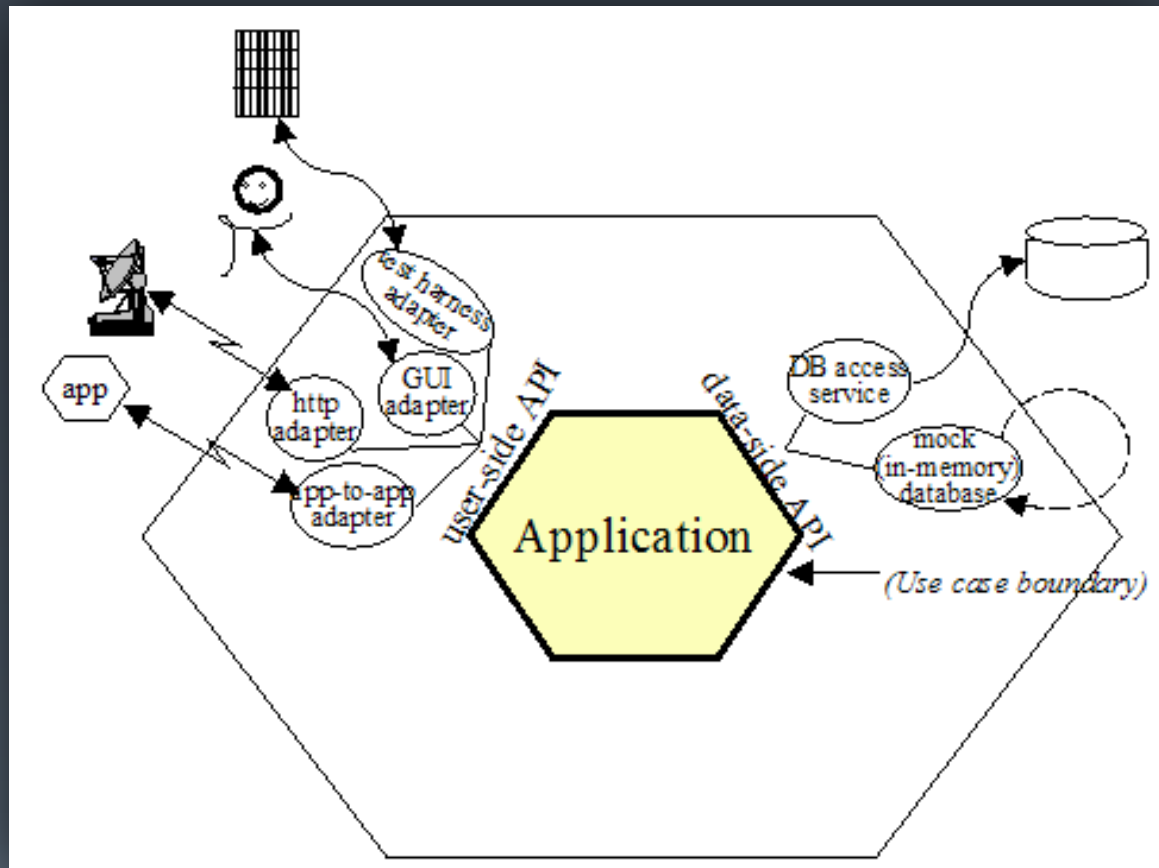 test harness
adapter
GUI
adapter
http
adapter
app
app-to-app
adapter
user-side API
Application
data-side API
DB access
service
mock
(in-memory)
database
(Use case boundary)